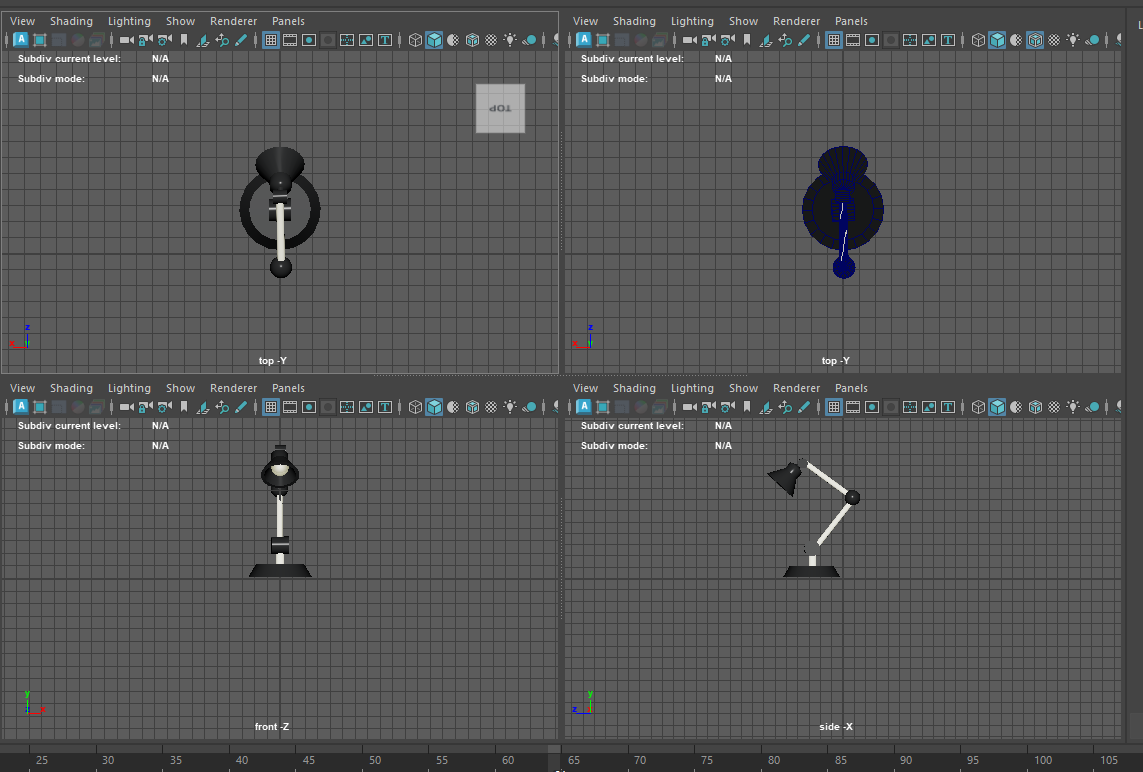 View Shading Lighting Show Renderer Panels
View Shading Lighting Show Renderer Panels
Subdiv current level: N/A
Subdiv mode: N/A
Subdiv current level: N/A
Subdiv mode: N/A
TOP
z
x y
top -Y
z
x y
top -Y
View Shading Lighting Show Renderer Panels
View Shading Lighting Show Renderer Panels
Subdiv current level: N/A
Subdiv mode: N/A
Subdiv current level: N/A
Subdiv mode: N/A
y
z x
front -Z
y
z
side -X
25 30 35 40 45 50 55 60 65 70 75 80 85 90 95 100 105